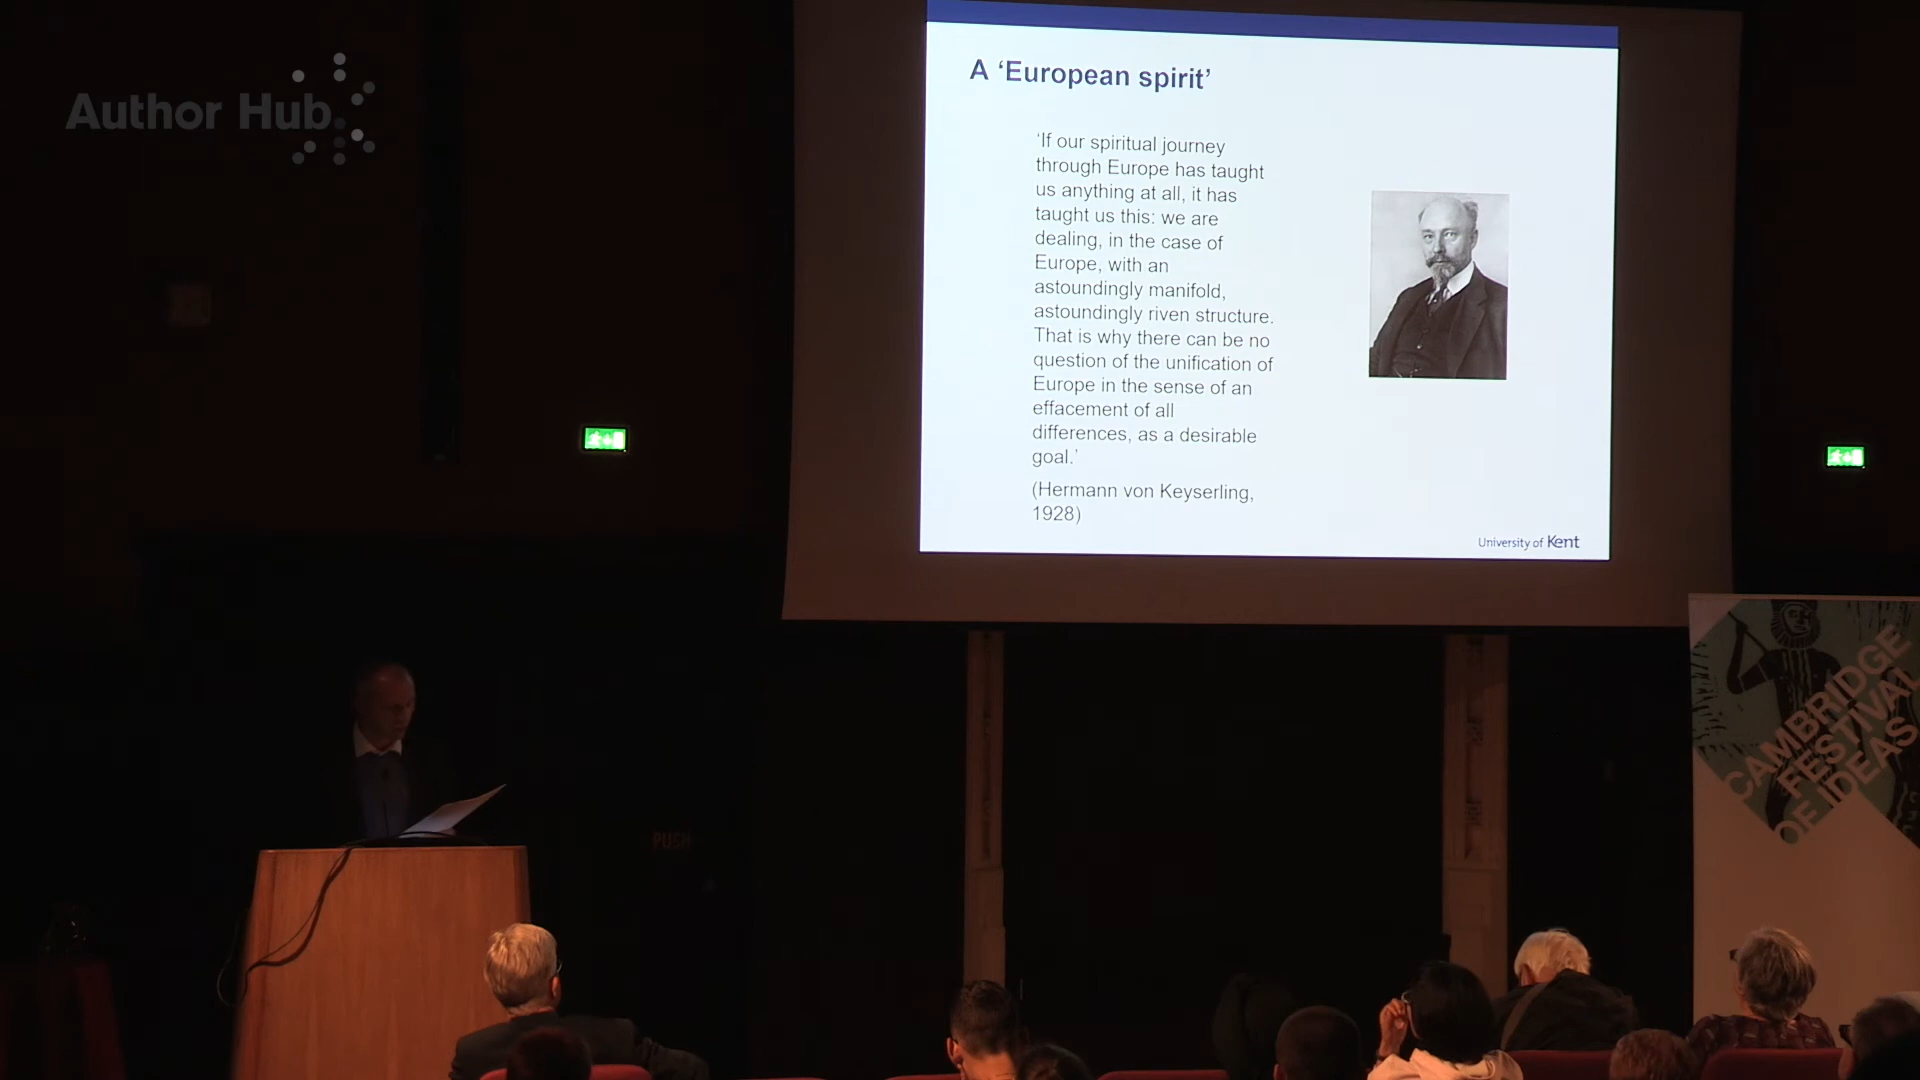 Author Hub
A ‘European spirit’
‘If our spiritual journey
through Europe has taught
us anything at all, it has
taught us this: we are
dealing, in the case of
Europe, with an
astoundingly manifold,
astoundingly riven structure.
That is why there can be no
question of the unification of
Europe in the sense of an
effacement of all
differences, as a desirable
goal.’
(Hermann von Keyserling,
1928)
University of Kent
PUSH
CAMBRIDGE
FESTIVAL
OF IDEAS